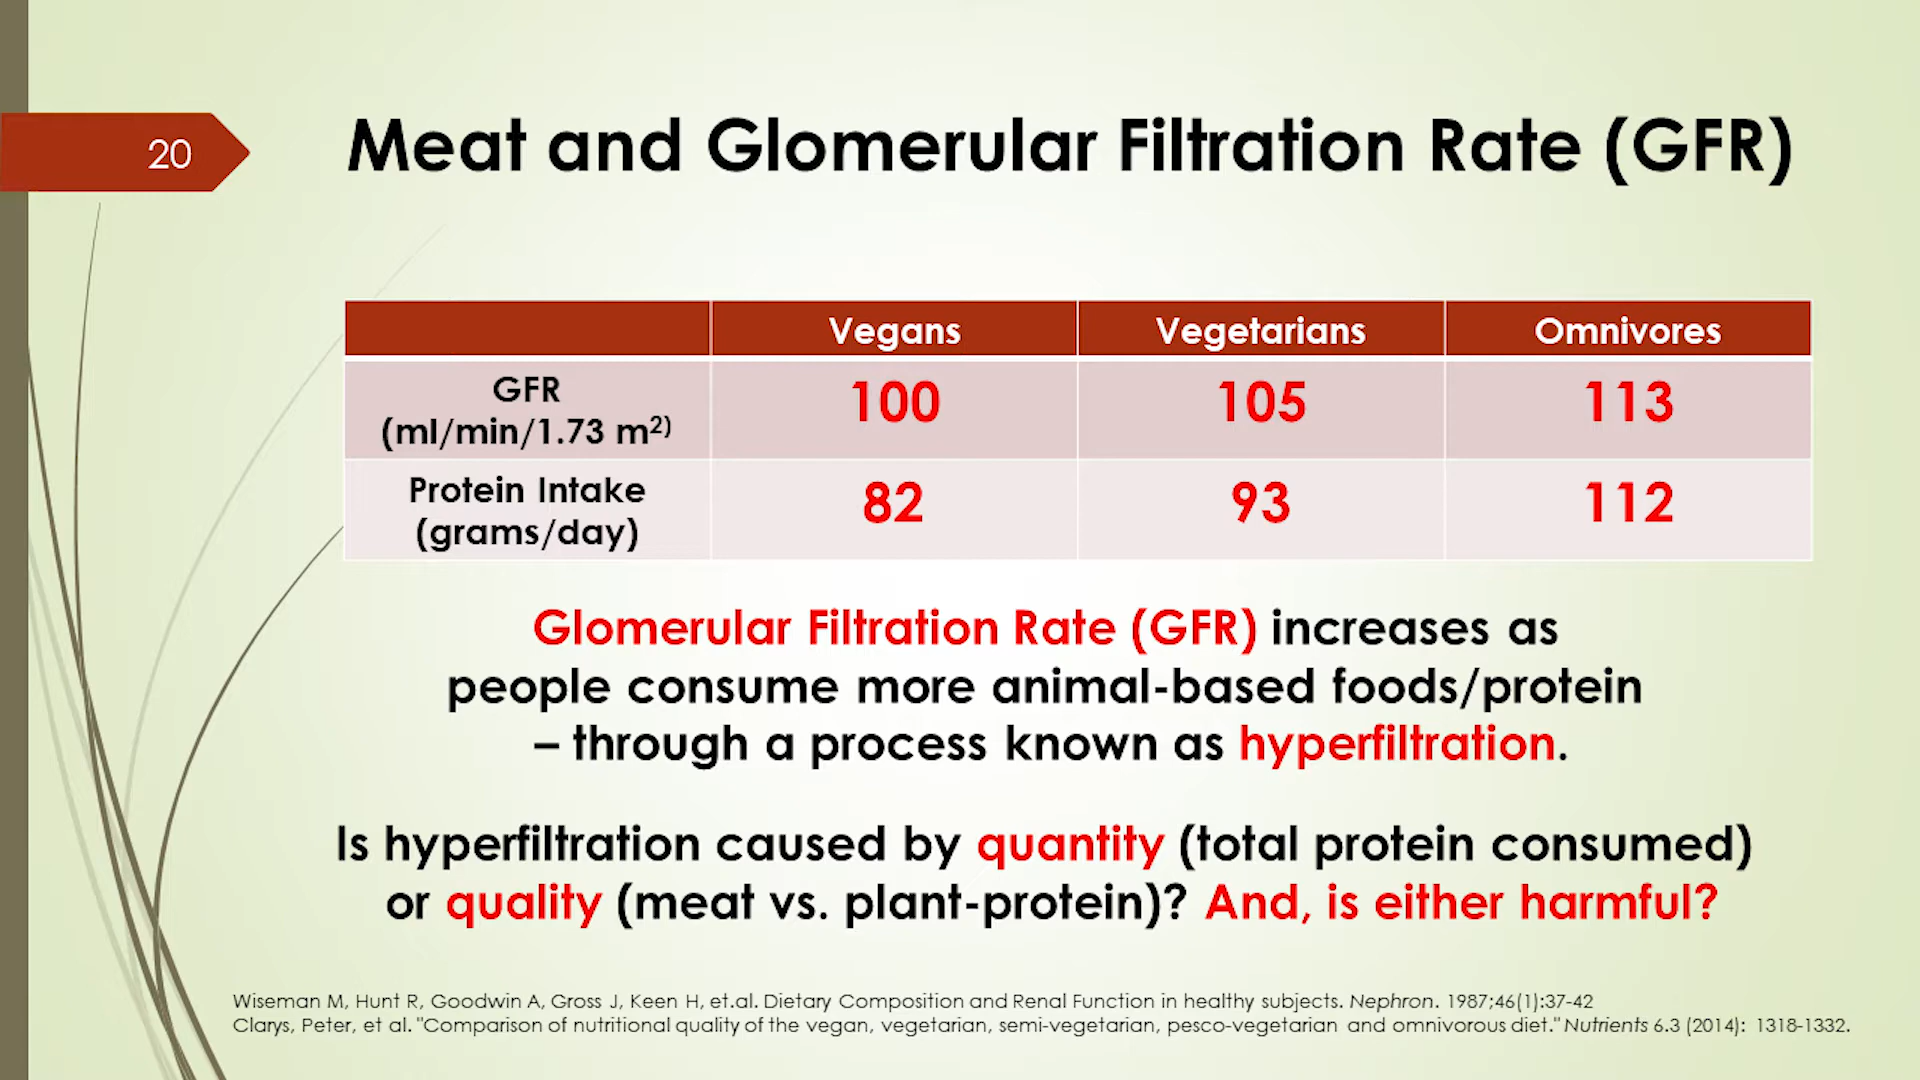 20
Meat and Glomerular Filtration Rate (GFR)
Vegans Vegetarians Omnivores
GFR
(ml/min/1.73 m²⁾ 100 105 113
Protein Intake
(grams/day) 82 93 112
Glomerular Filtration Rate (GFR) increases as
people consume more animal-based foods/protein
– through a process known as hyperfiltration.
Is hyperfiltration caused by quantity (total protein consumed)
or quality (meat vs. plant-protein)? And, is either harmful?
Wiseman M, Hunt R, Goodwin A, Gross J, Keen H, et.al. Dietary Composition and Renal Function in healthy subjects. Nephron. 1987;46(1):37-42
Clarys, Peter, et al. "Comparison of nutritional quality of the vegan, vegetarian, semi-vegetarian, pesco-vegetarian and omnivorous diet." Nutrients 6.3 (2014): 1318-1332.